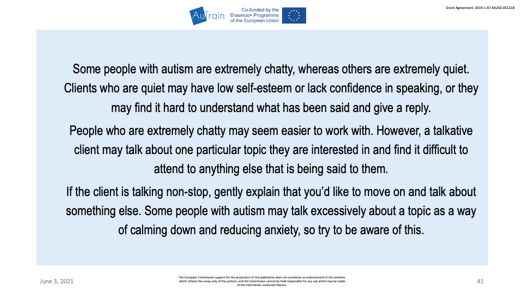 AuTrain
Co-funded by the
Erasmus+ Programme
of the European Union
Grant Agreement: 2019-1-AT-KA202-051218
Some people with autism are extremely chatty, whereas others are extremely quiet.
Clients who are quiet may have low self-esteem or lack confidence in speaking, or they
may find it hard to understand what has been said and give a reply.
People who are extremely chatty may seem easier to work with. However, a talkative
client may talk about one particular topic they are interested in and find it difficult to
attend to anything else that is being said to them.
If the client is talking non-stop, gently explain that you'd like to move on and talk about
something else. Some people with autism may talk excessively about a topic as a way
of calming down and reducing anxiety, so try to be aware of this.
June 3, 2021
The European Commission support for the production of this publication does not constitute an endorsement of the contents
which reflects the views only of the authors, and the Commission cannot be held responsible for any use which may be made
of the information contained therein.
41